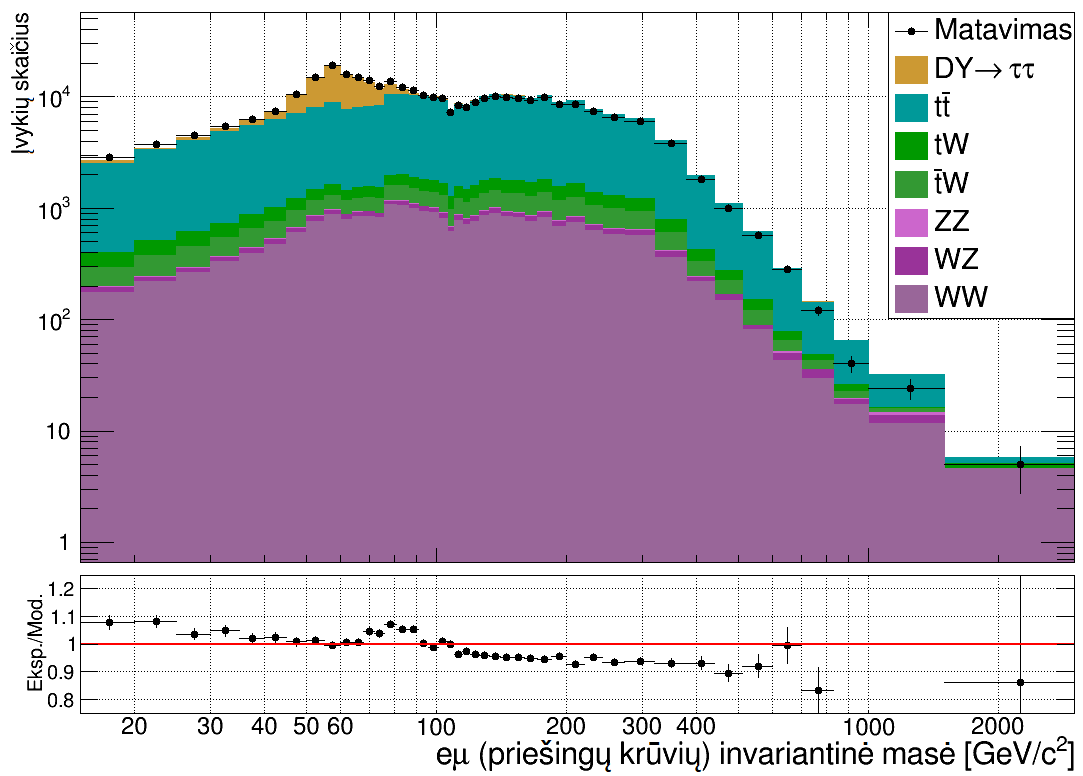 Įvykių skaičius
10⁴
10³
10²
10
1
Matavimas
DY→ ττ
tt̄
tW
t̄W
ZZ
WZ
WW
Eksp./Mod.
1.2
1.1
1
0.9
0.8
20 30 40 50 60 100 200 300 400 1000 2000
eμ (priešingų krūvių) invariantinė masė [GeV/c²]